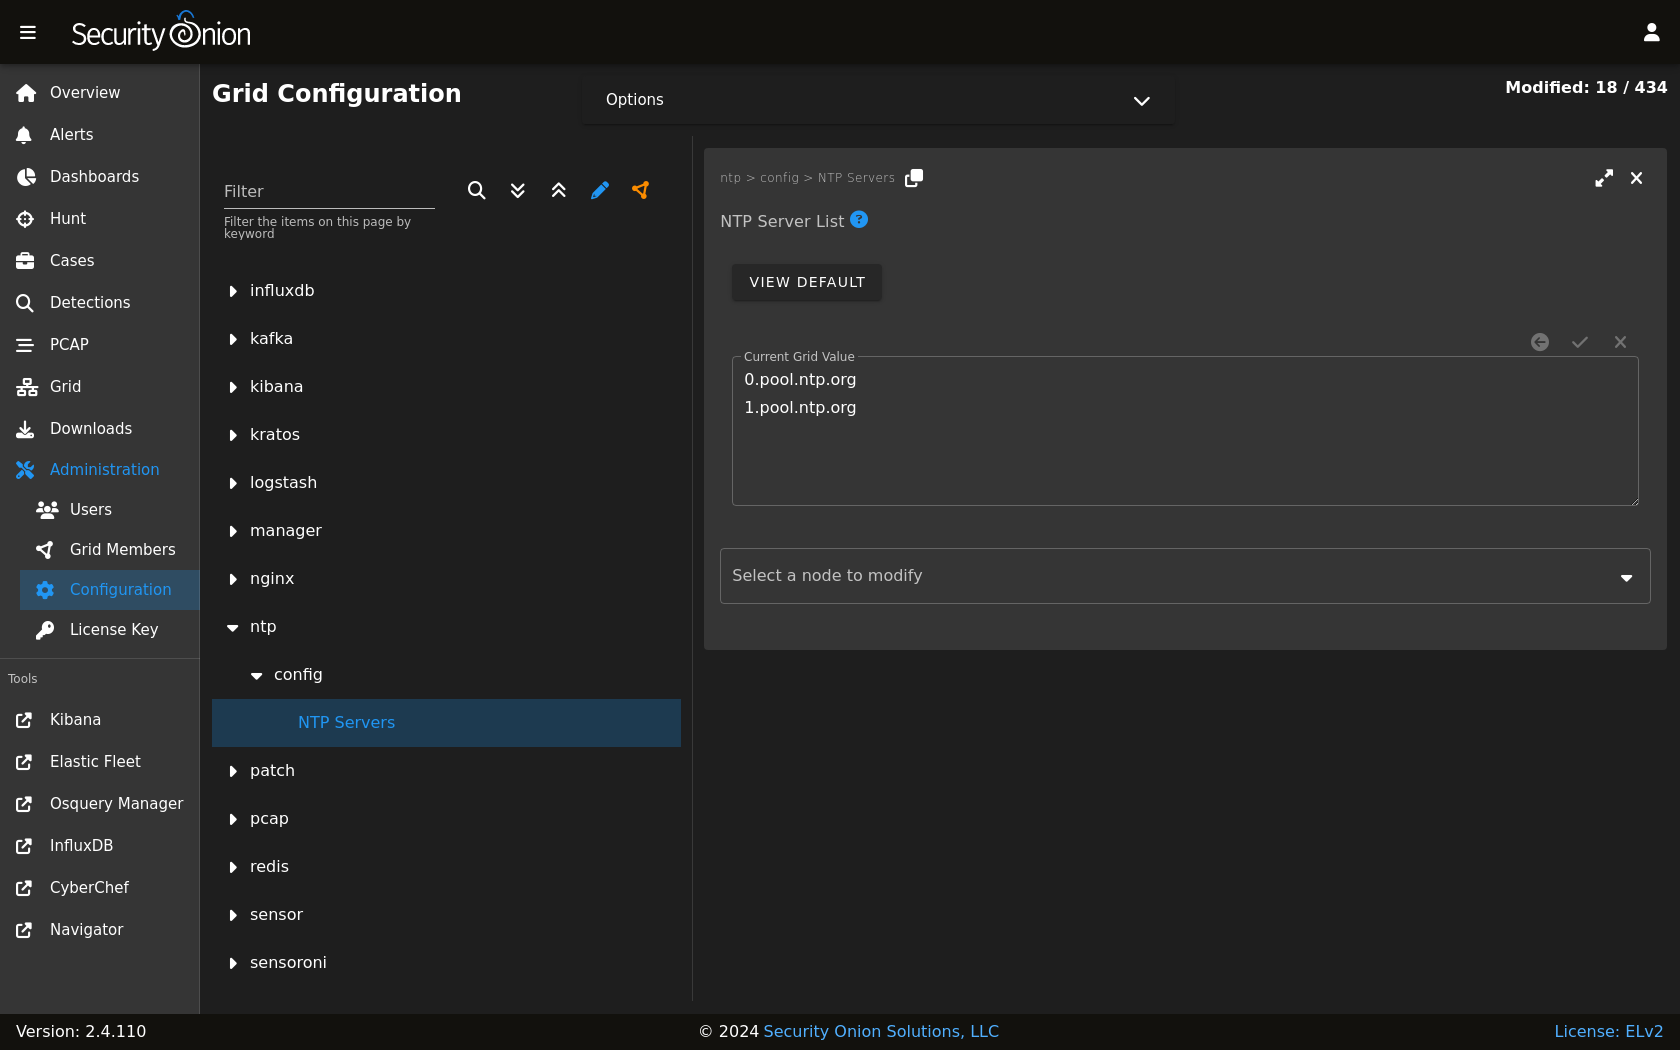 Security Onion
Overview
Alerts
Dashboards
Hunt
Cases
Detections
PCAP
Grid
Downloads
Administration
Users
Grid Members
Configuration
License Key
Tools
Kibana
Elastic Fleet
Osquery Manager
InfluxDB
CyberChef
Navigator
Grid Configuration
Options
Modified: 18 / 434
Filter
Filter the items on this page by
keyword
influxdb
kafka
kibana
kratos
logstash
manager
nginx
ntp
config
NTP Servers
patch
pcap
redis
sensor
sensoroni
ntp > config > NTP Servers
NTP Server List ?
VIEW DEFAULT
Current Grid Value
0.pool.ntp.org
1.pool.ntp.org
Select a node to modify
Version: 2.4.110
© 2024 Security Onion Solutions, LLC
License: ELv2